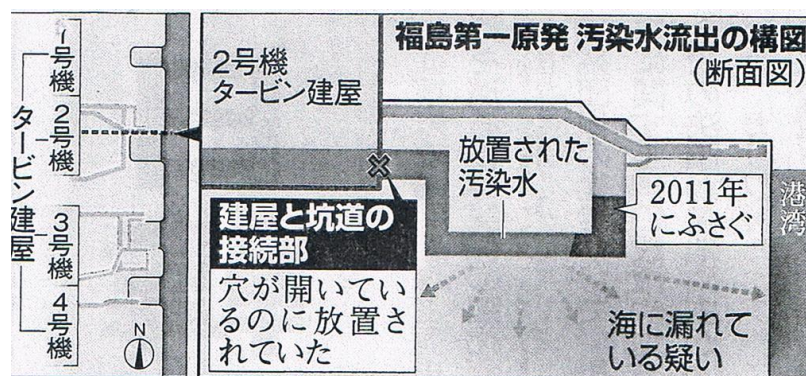 福島第一原発 汚染水流出の構図
(断面図)
1号機
2号機
3号機
4号機
タービン建屋
N
2号機
タービン建屋
放置された
汚染水
2011年
にふさぐ
港湾
建屋と坑道の
接続部
穴が開いてい
るのに放置さ
れていた
海に漏れて
いる疑い